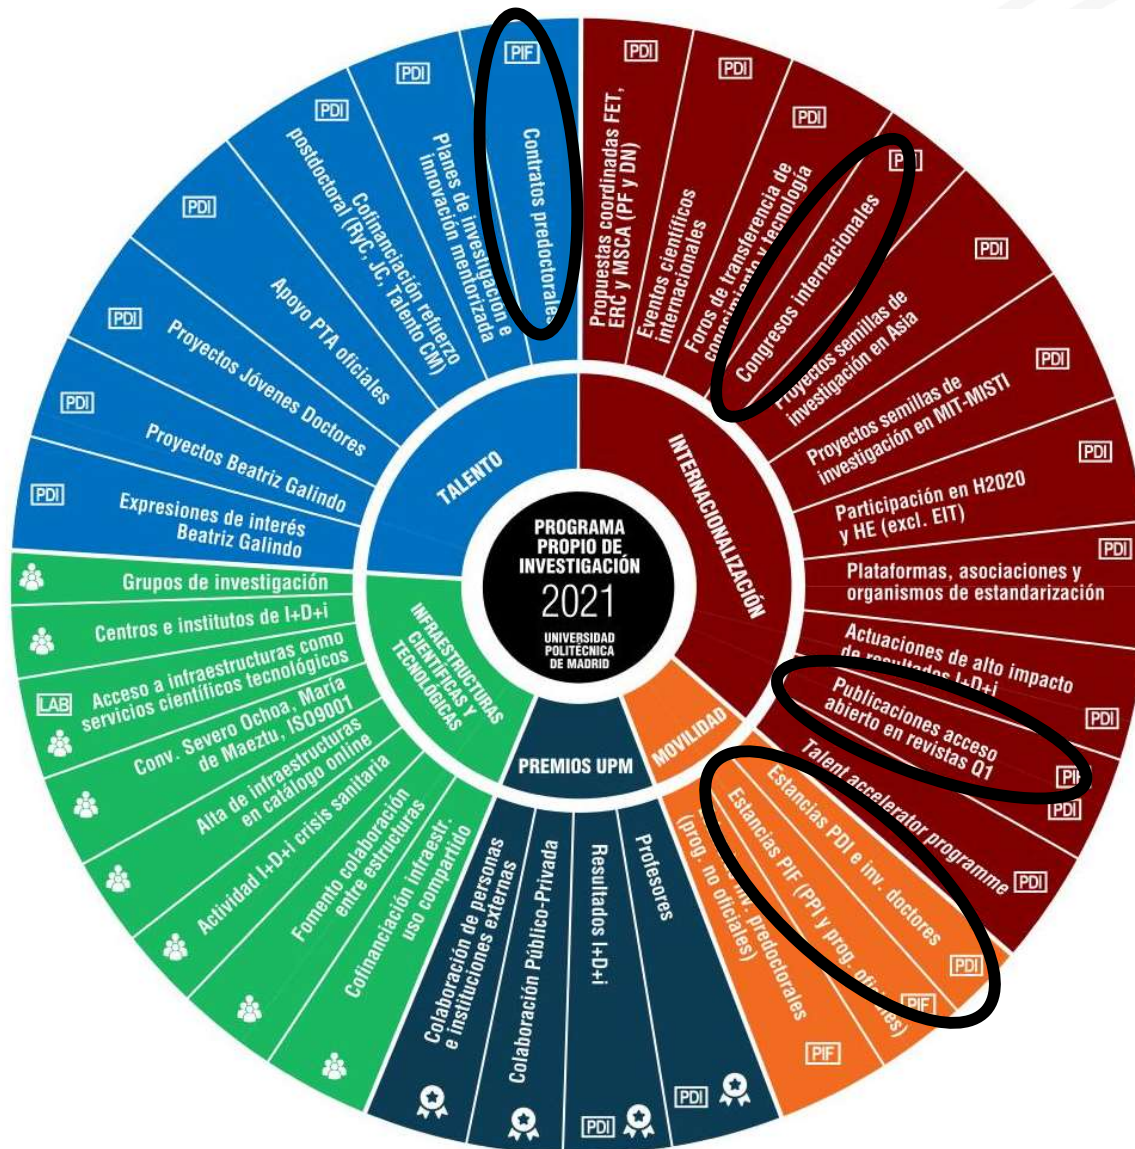 PROGRAMA
PROPIO DE
INVESTIGACIÓN
2021
UNIVERSIDAD
POLITÉCNICA
DE MADRID
TALENTO
PDI
Expresiones de interés
Beatriz Galindo
PDI
Proyectos Beatriz Galindo
PDI
Proyectos Jóvenes Doctores
PDI
Apoyo PTA oficiales
PDI
Cofinanciación refuerzo
postdoctoral (RyC, JC, Talento CM)
PDI
Planes de investigación e
innovación mentorizada
PIF
Contratos predoctorales
INTERNACIONALIZACIÓN
PDI
Propuestas coordinadas FET,
ERC y MSCA (PF y DN)
PDI
Eventos científicos
internacionales
PDI
Foros de transferencia de
conocimiento y tecnología
Congresos internacionales
PDI
Proyectos semillas de
investigación en Asia
PDI
Proyectos semillas de
investigación en MIT-MISTI
PDI
Participación en H2020
y HE (excl. EIT)
PDI
Plataformas, asociaciones y
organismos de estandarización
Actuaciones de alto impacto
de resultados I+D+i
PDI
Publicaciones acceso
abierto en revistas Q1
PIF
PDI
Talent accelerator programme
PDI
MOVILIDAD
Estancias PDI e inv. doctores
PDI
Estancias PIF (PPI y prog. oficiales)
PIF
inv. predoctorales
(prog. no oficiales)
PIF
PREMIOS UPM
Profesores
PDI
Resultados I+D+i
PDI
Colaboración Público-Privada
Colaboración de personas
e instituciones externas
INFRAESTRUCTURAS
CIENTÍFICAS Y
TECNOLÓGICAS
Cofinanciación infraestr.
uso compartido
Fomento colaboración
entre estructuras
Actividad I+D+i crisis sanitaria
Alta de infraestructuras
en catálogo online
Conv. Severo Ochoa, María
de Maeztu, ISO9001
LAB
Acceso a infraestructuras como
servicios científicos tecnológicos
Centros e institutos de I+D+i
Grupos de investigación